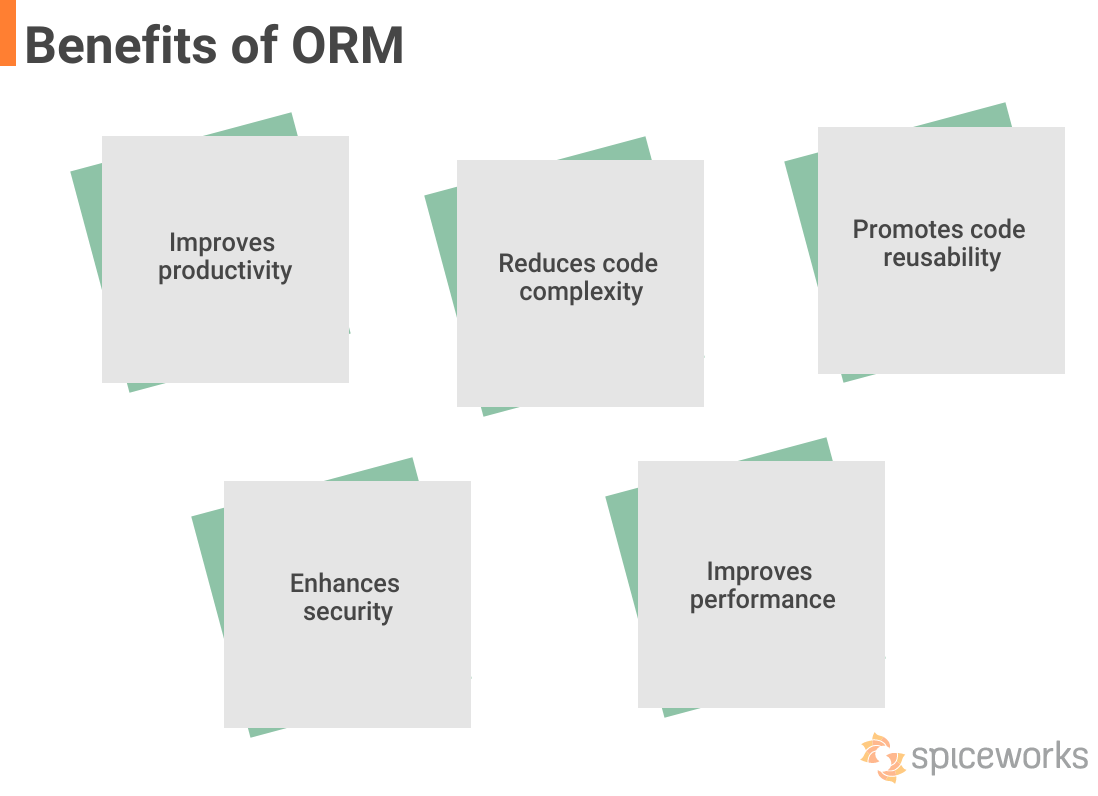 Benefits of ORM
Improves
productivity
Reduces code
complexity
Promotes code
reusability
Enhances
security
Improves
performance
spiceworks